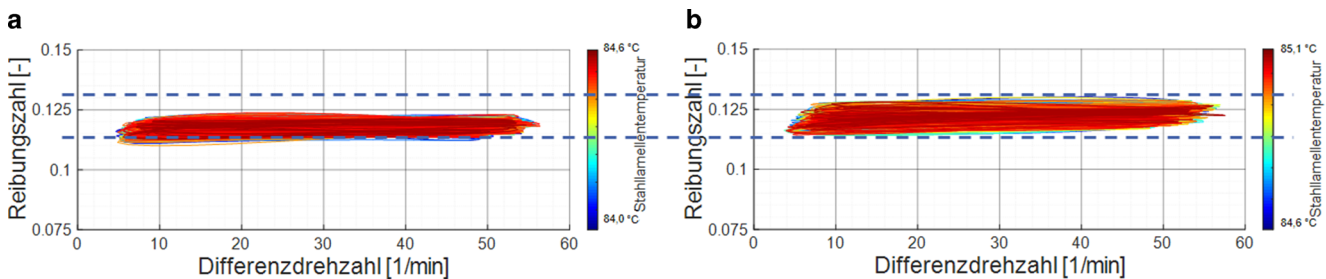 a
Reibungszahl [-]
0.15
0.125
0.1
0.075
0
10
20
30
40
50
60
Differenzdrehzahl [1/min]
84,6 °C
Stahllamellentemperatur
84,0 °C
b
Reibungszahl [-]
0.15
0.125
0.1
0.075
0
10
20
30
40
50
60
Differenzdrehzahl [1/min]
85,1 °C
Stahllamellentemperatur
84,6 °C